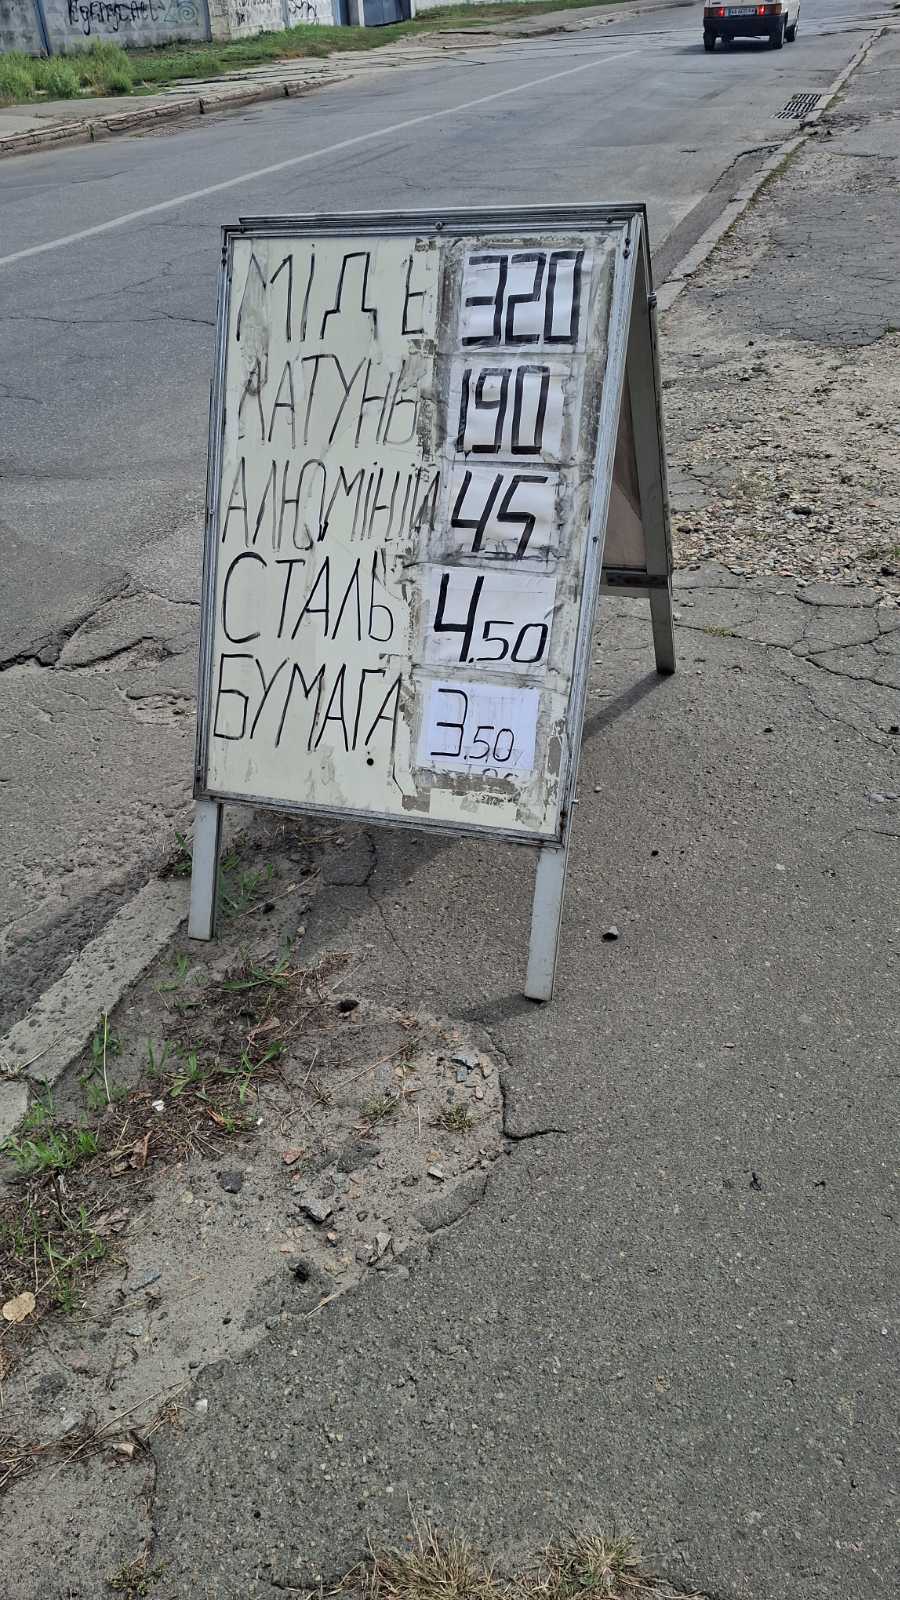 МІДЬ 320
ЛАТУНЬ 190
АЛЮМІНІЙ 45
СТАЛЬ 4.50
БУМАГА 3.50